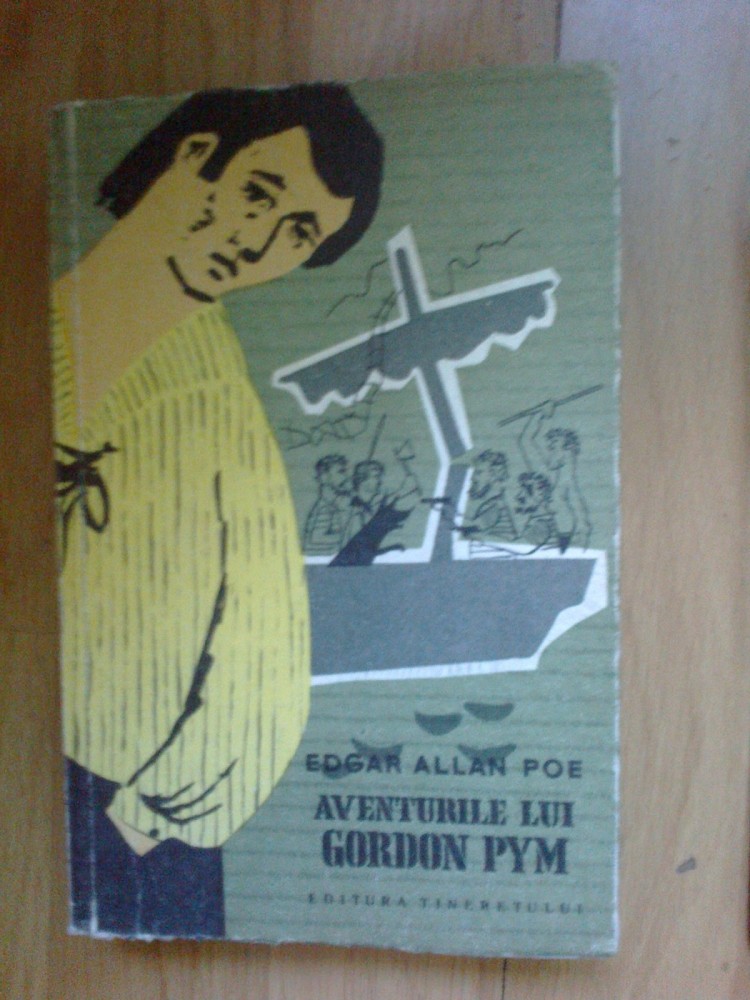 EDGAR ALLAN POE
AVENTURILE LUI
GORDON PYM
EDITURA TINERETULUI